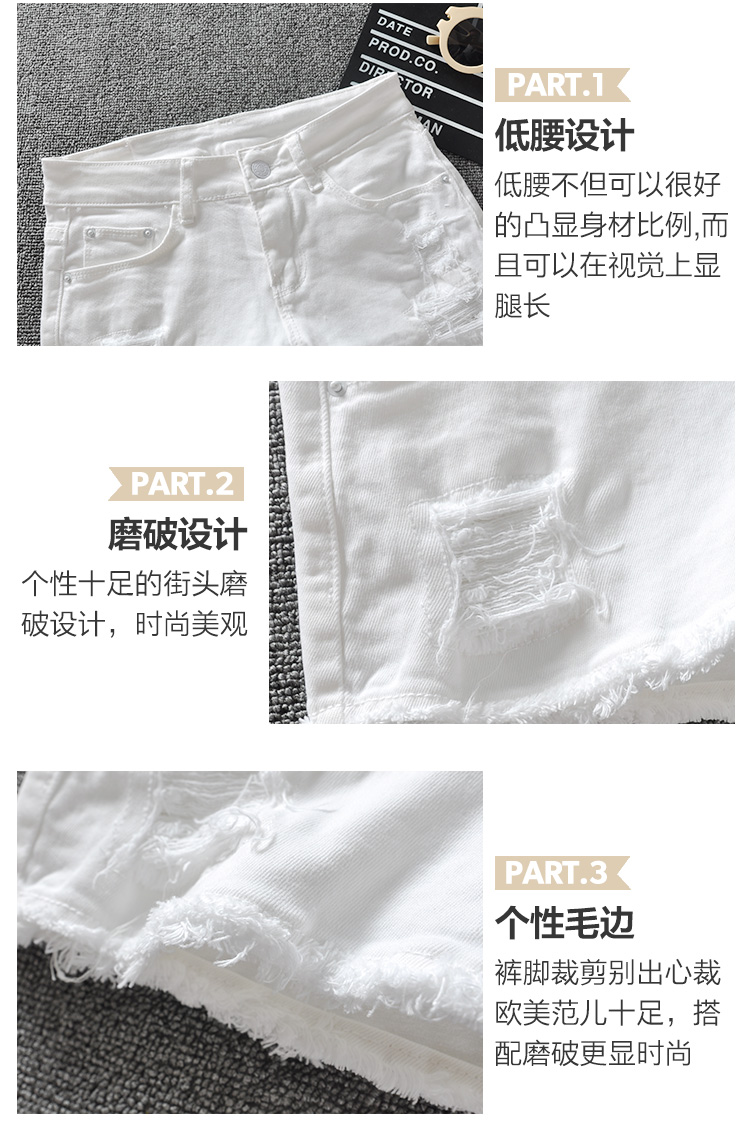 DATE
PROD.CO.
DIRECTOR
MAN
PART.1
低腰设计
低腰不但可以很好
的凸显身材比例,而
且可以在视觉上显
腿长
PART.2
磨破设计
个性十足的街头磨
破设计，时尚美观
PART.3
个性毛边
裤脚裁剪别出心裁
欧美范儿十足，搭
配磨破更显时尚